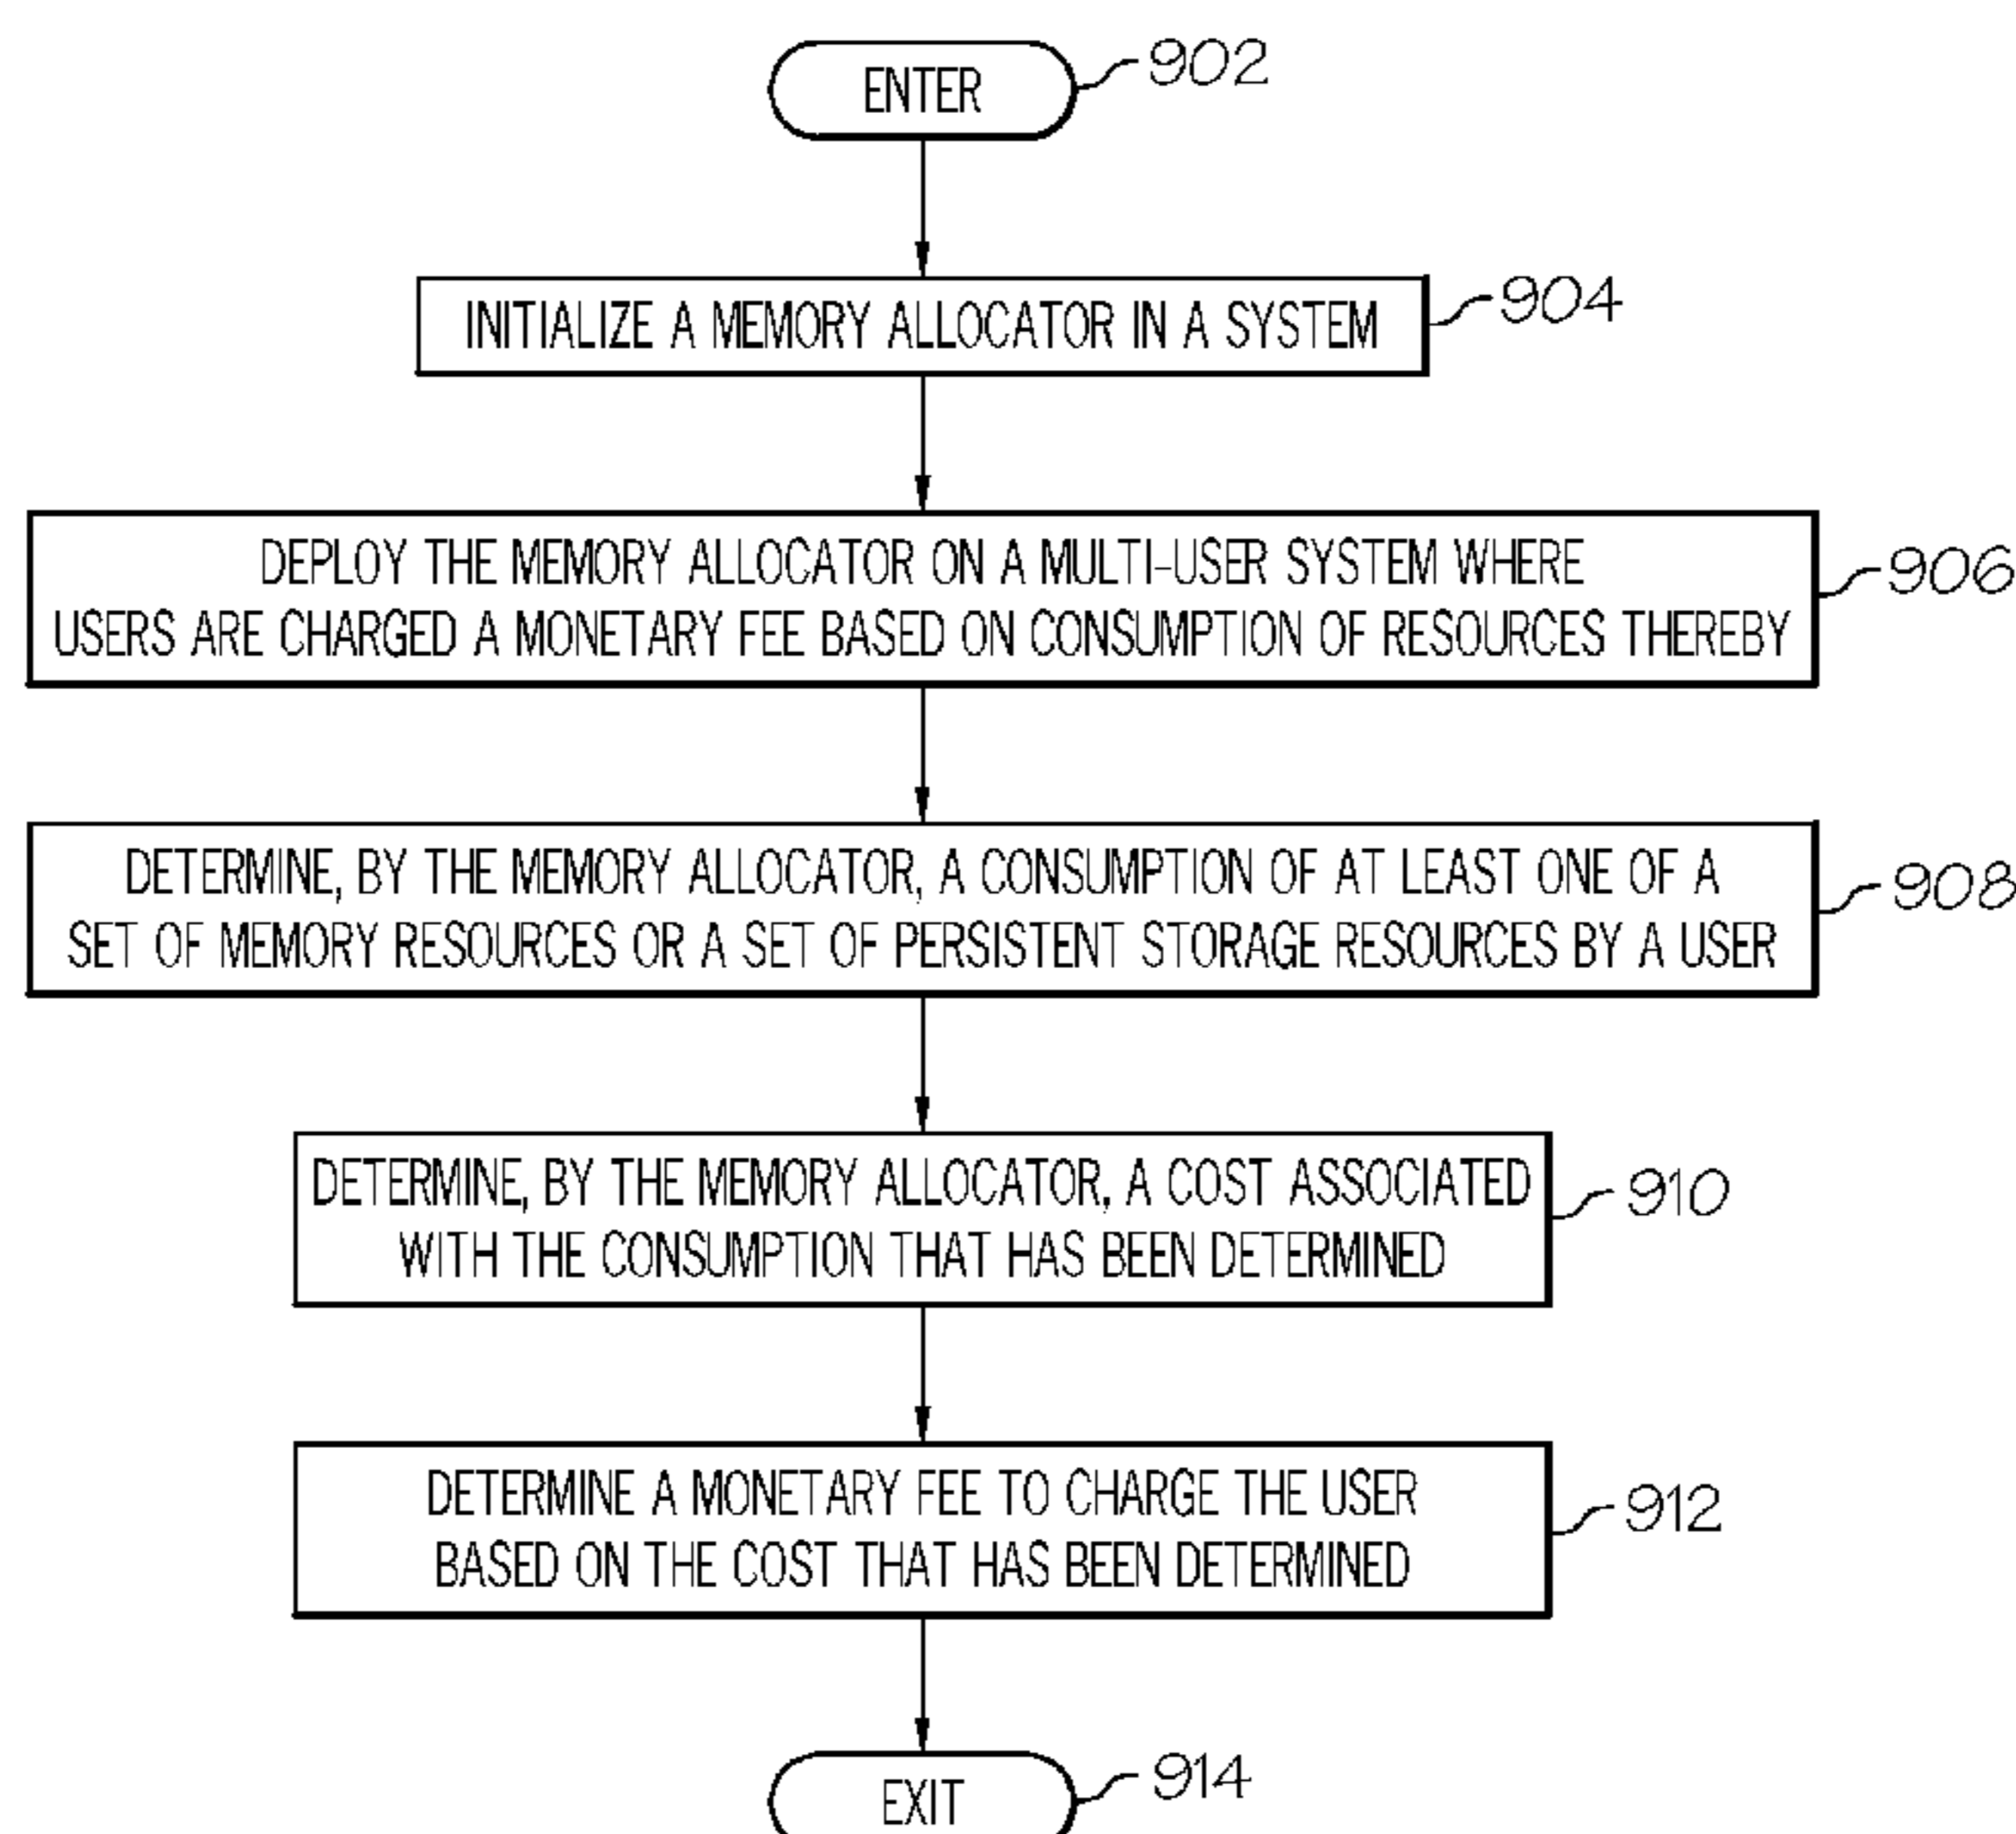 ENTER
902
INITIALIZE A MEMORY ALLOCATOR IN A SYSTEM
904
DEPLOY THE MEMORY ALLOCATOR ON A MULTI-USER SYSTEM WHERE
USERS ARE CHARGED A MONETARY FEE BASED ON CONSUMPTION OF RESOURCES THEREBY
906
DETERMINE, BY THE MEMORY ALLOCATOR, A CONSUMPTION OF AT LEAST ONE OF A
SET OF MEMORY RESOURCES OR A SET OF PERSISTENT STORAGE RESOURCES BY A USER
908
DETERMINE, BY THE MEMORY ALLOCATOR, A COST ASSOCIATED
WITH THE CONSUMPTION THAT HAS BEEN DETERMINED
910
DETERMINE A MONETARY FEE TO CHARGE THE USER
BASED ON THE COST THAT HAS BEEN DETERMINED
912
EXIT
914